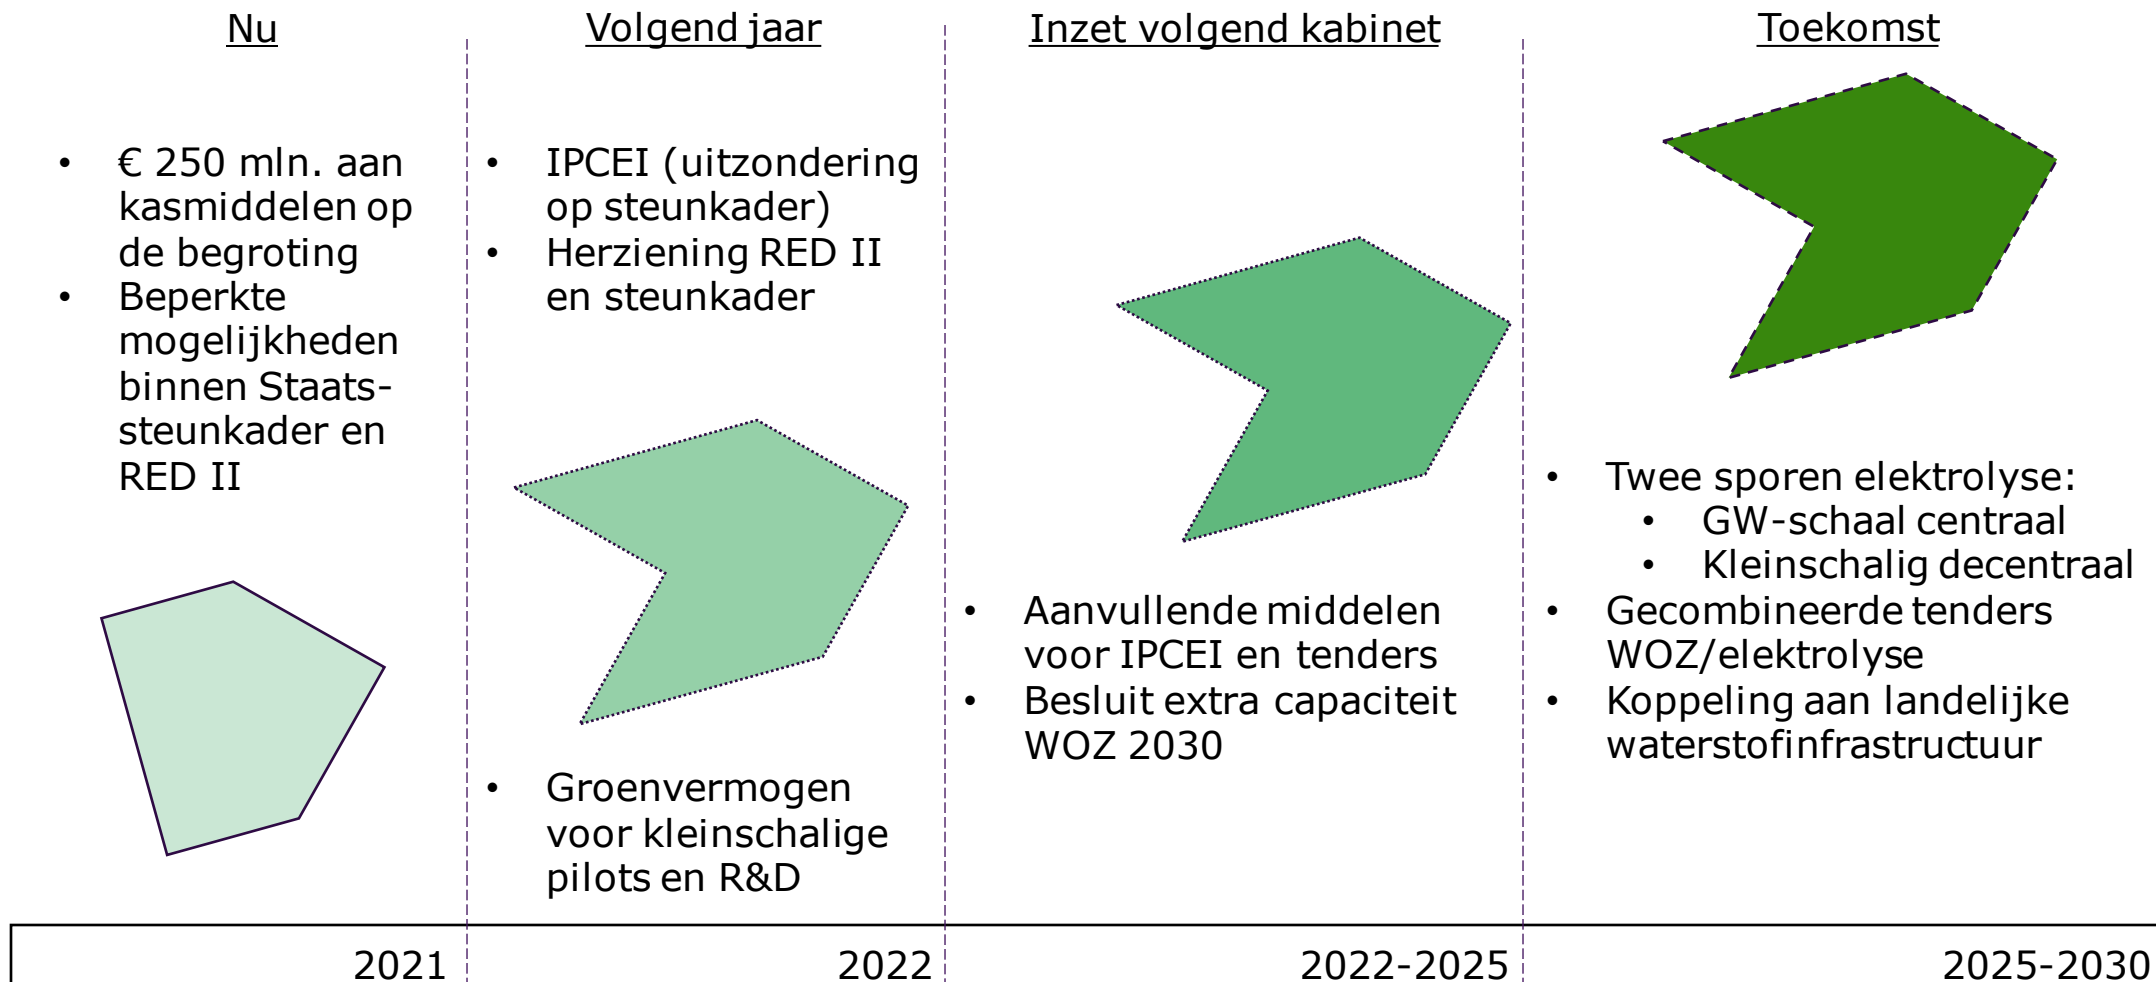 Nu
• € 250 mln. aan
kasmiddelen op
de begroting
• Beperkte
mogelijkheden
binnen Staats-
steunkader en
RED II
2021
Volgend jaar
• IPCEI (uitzondering
op steunkader)
• Herziening RED II
en steunkader
• Groenvermogen
voor kleinschalige
pilots en R&D
2022
Inzet volgend kabinet
• Aanvullende middelen
voor IPCEI en tenders
• Besluit extra capaciteit
WOZ 2030
2022-2025
Toekomst
• Twee sporen elektrolyse:
• GW-schaal centraal
• Kleinschalig decentraal
• Gecombineerde tenders
WOZ/elektrolyse
• Koppeling aan landelijke
waterstofinfrastructuur
2025-2030